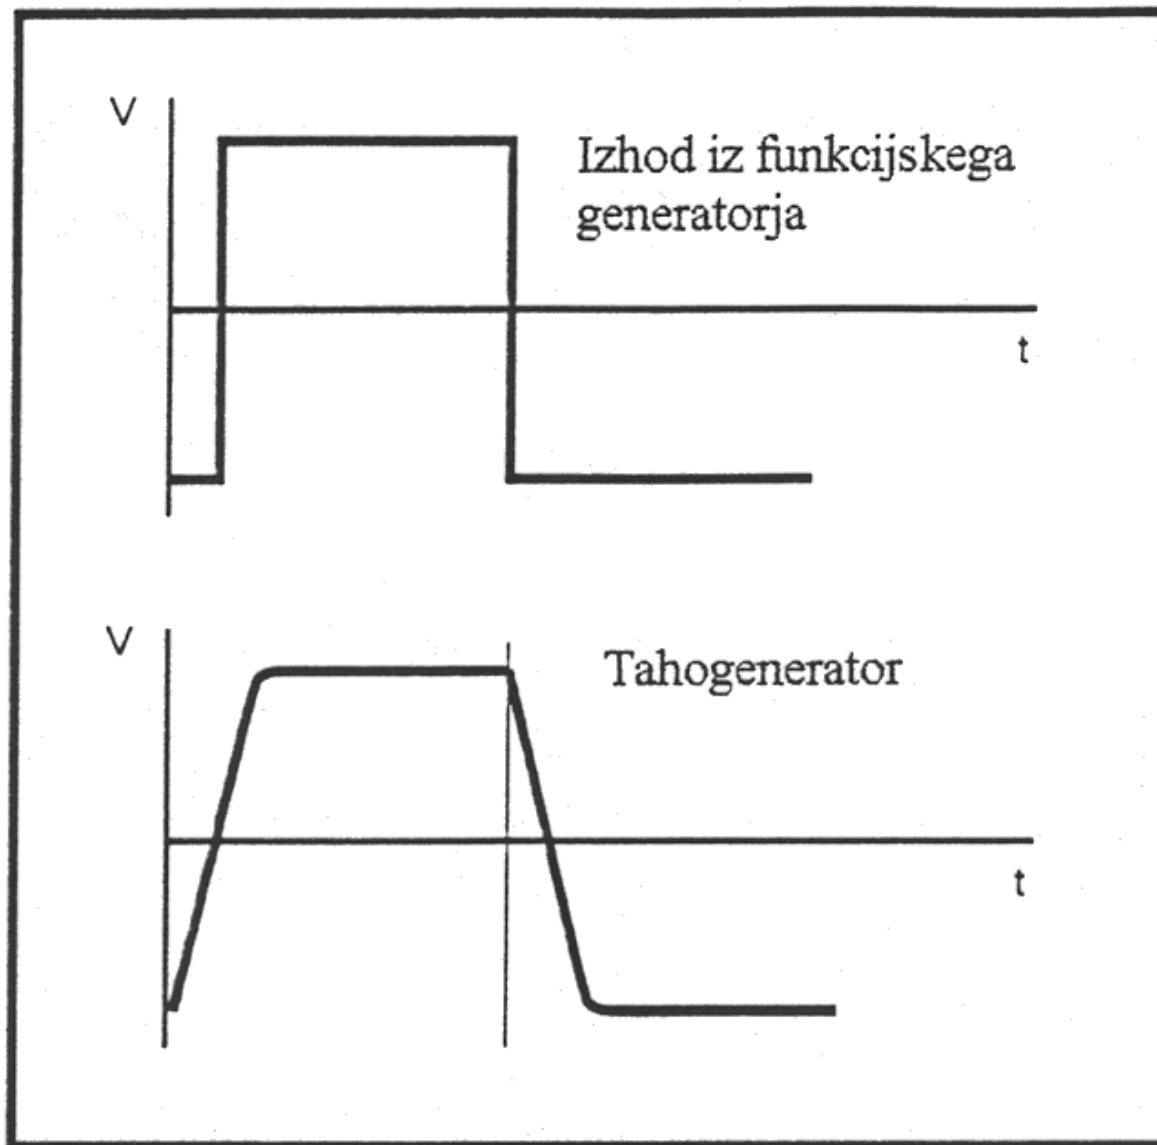 V
Izhod iz funkcijskega
generatorja
t
V
Tahogenerator
t